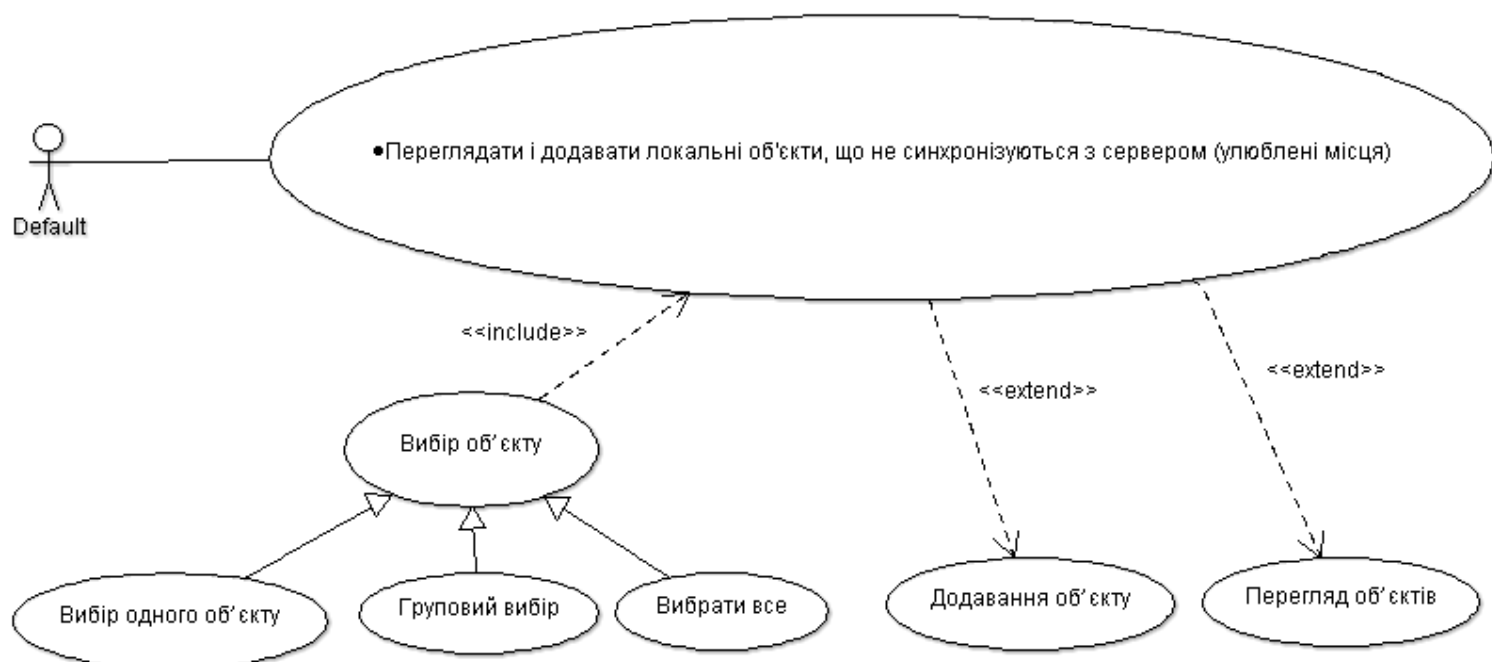 •Переглядати і додавати локальні об'єкти, що не синхронізуються з сервером (улюблені місця)
Default
<<include>>
<<extend>>
<<extend>>
Вибір об′єкту
Вибір одного об′єкту
Груповий вибір
Вибрати все
Додавання об′єкту
Перегляд об′єктів